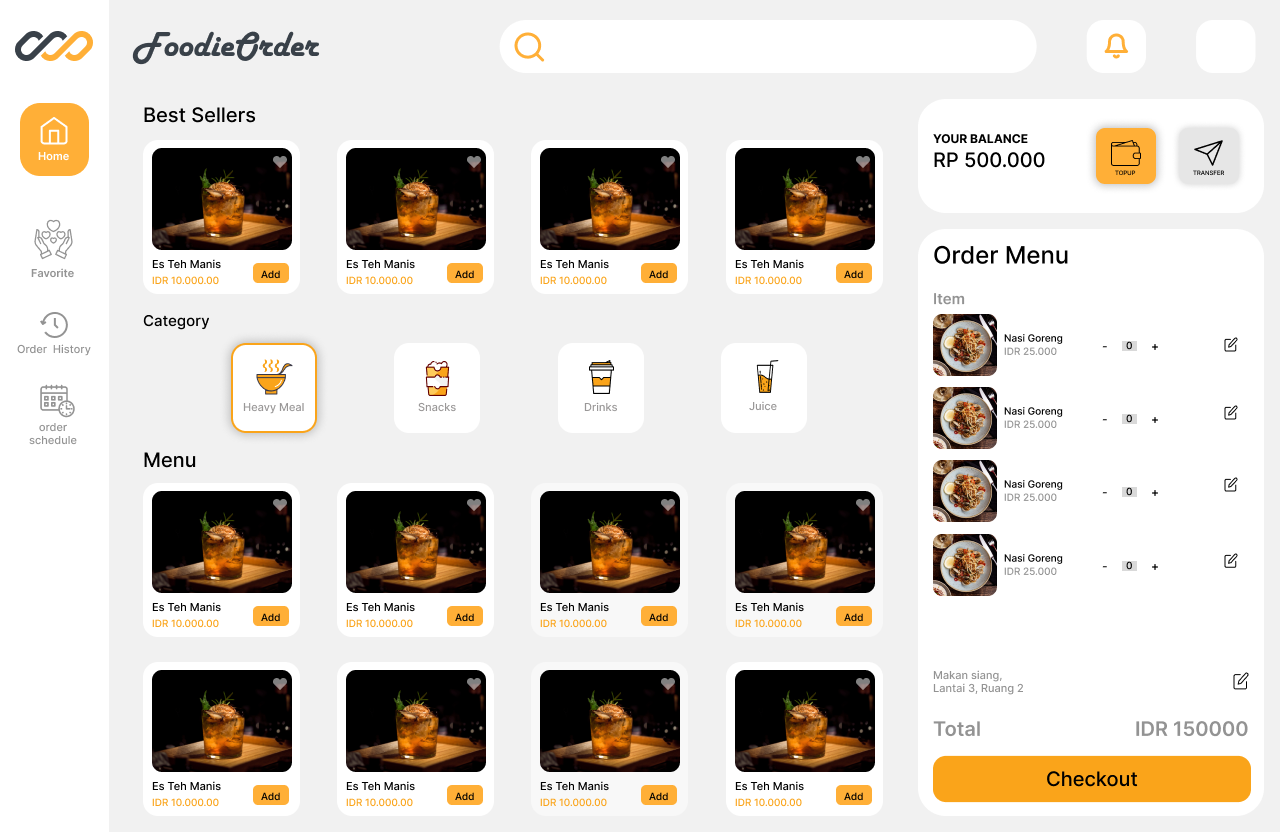 FoodieOrder
Home
Favorite
Order History
order
schedule
Best Sellers
Es Teh Manis
IDR 10.000.00
Add
Es Teh Manis
IDR 10.000.00
Add
Es Teh Manis
IDR 10.000.00
Add
Es Teh Manis
IDR 10.000.00
Add
Category
Heavy Meal
Snacks
Drinks
Juice
Menu
Es Teh Manis
IDR 10.000.00
Add
Es Teh Manis
IDR 10.000.00
Add
Es Teh Manis
IDR 10.000.00
Add
Es Teh Manis
IDR 10.000.00
Add
Es Teh Manis
IDR 10.000.00
Add
Es Teh Manis
IDR 10.000.00
Add
Es Teh Manis
IDR 10.000.00
Add
Es Teh Manis
IDR 10.000.00
Add
YOUR BALANCE
RP 500.000
TOPUP
TRANSFER
Order Menu
Item
Nasi Goreng
IDR 25.000
- 0 +
Nasi Goreng
IDR 25.000
- 0 +
Nasi Goreng
IDR 25.000
- 0 +
Nasi Goreng
IDR 25.000
- 0 +
Makan siang,
Lantai 3, Ruang 2
Total IDR 150000
Checkout